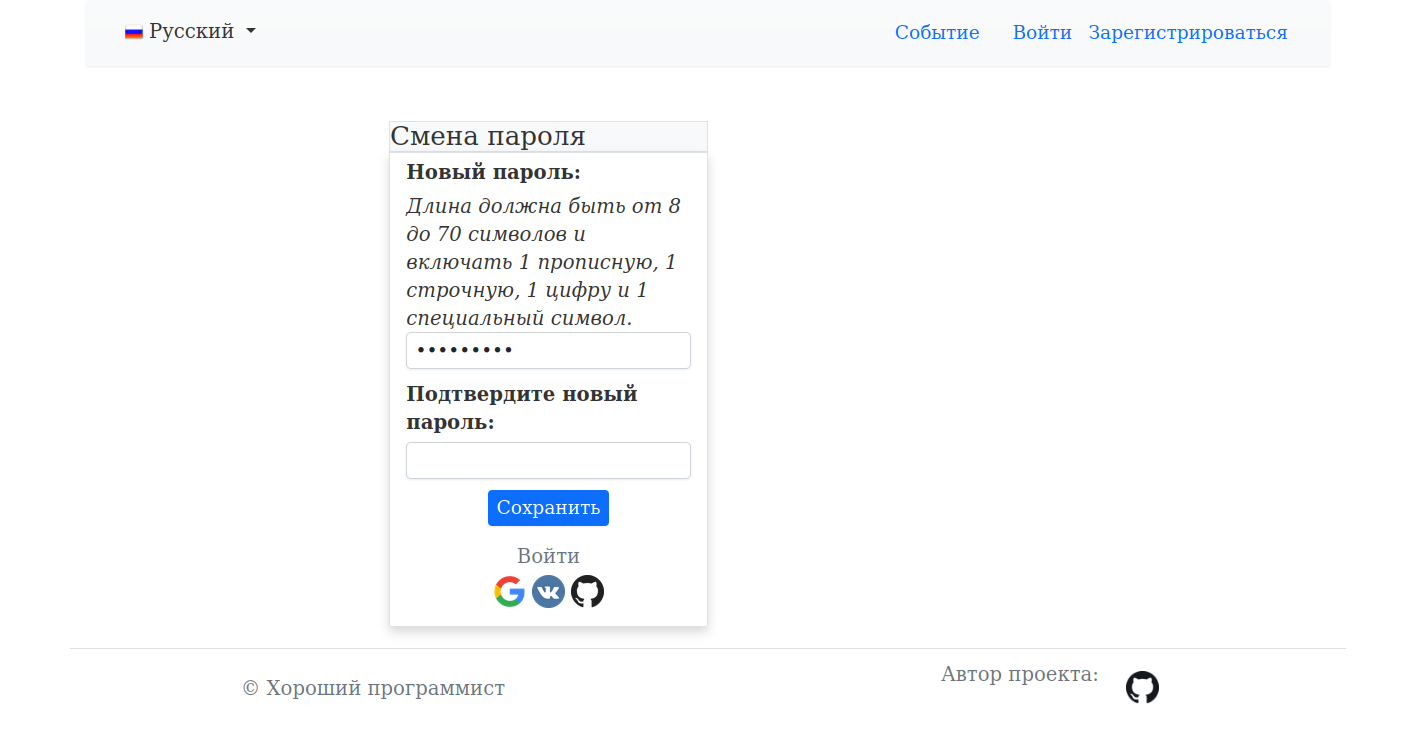 Русский
Событие Войти Зарегистрироваться
Смена пароля
Новый пароль:
Длина должна быть от 8
до 70 символов и
включать 1 прописную, 1
строчную, 1 цифру и 1
специальный символ.
•••••••••
Подтвердите новый
пароль:
Сохранить
Войти
© Хороший программист
Автор проекта: